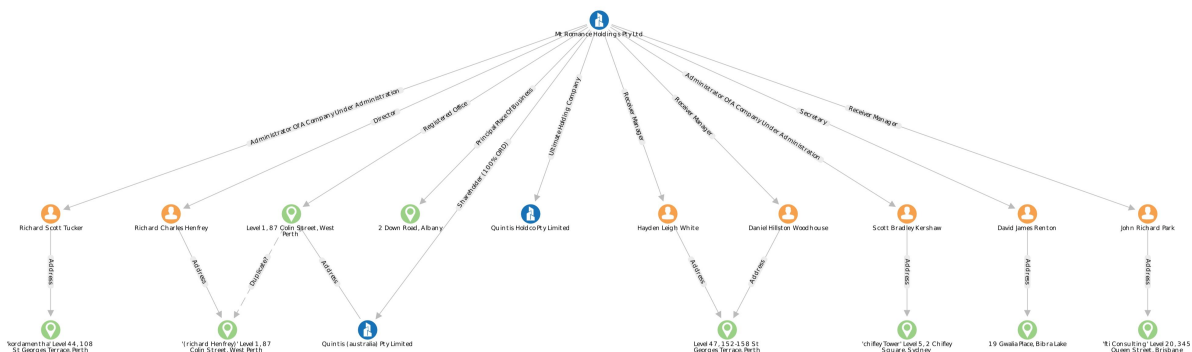 Mt Romance Holdings Pty Ltd
Administrator Of A Company Under Administration
Director
Registered Office
Principal Place Of Business
Shareholder (100% ORD)
Ultimate Holding Company
Receiver Manager
Receiver Manager
Administrator Of A Company Under Administration
Secretary
Receiver Manager
Richard Scott Tucker
Richard Charles Henfrey
Level 1, 87 Colin Street, West
Perth
2 Down Road, Albany
Quintis Holdco Pty Limited
Hayden Leigh White
Daniel Hillston Woodhouse
Scott Bradley Kershaw
David James Renton
John Richard Park
Address
Address
Duplicate?
Address
Address
Address
Address
Address
Address
'kordamentha' Level 44, 108
St Georges Terrace, Perth
'(richard Henfrey)' Level 1, 87
Colin Street, West Perth
Quintis (australia) Pty Limited
Level 47, 152-158 St
Georges Terrace, Perth
'chifley Tower' Level 5, 2 Chifley
Square, Sydney
19 Gwalia Place, Bibra Lake
'fti Consulting' Level 20, 345
Queen Street, Brisbane